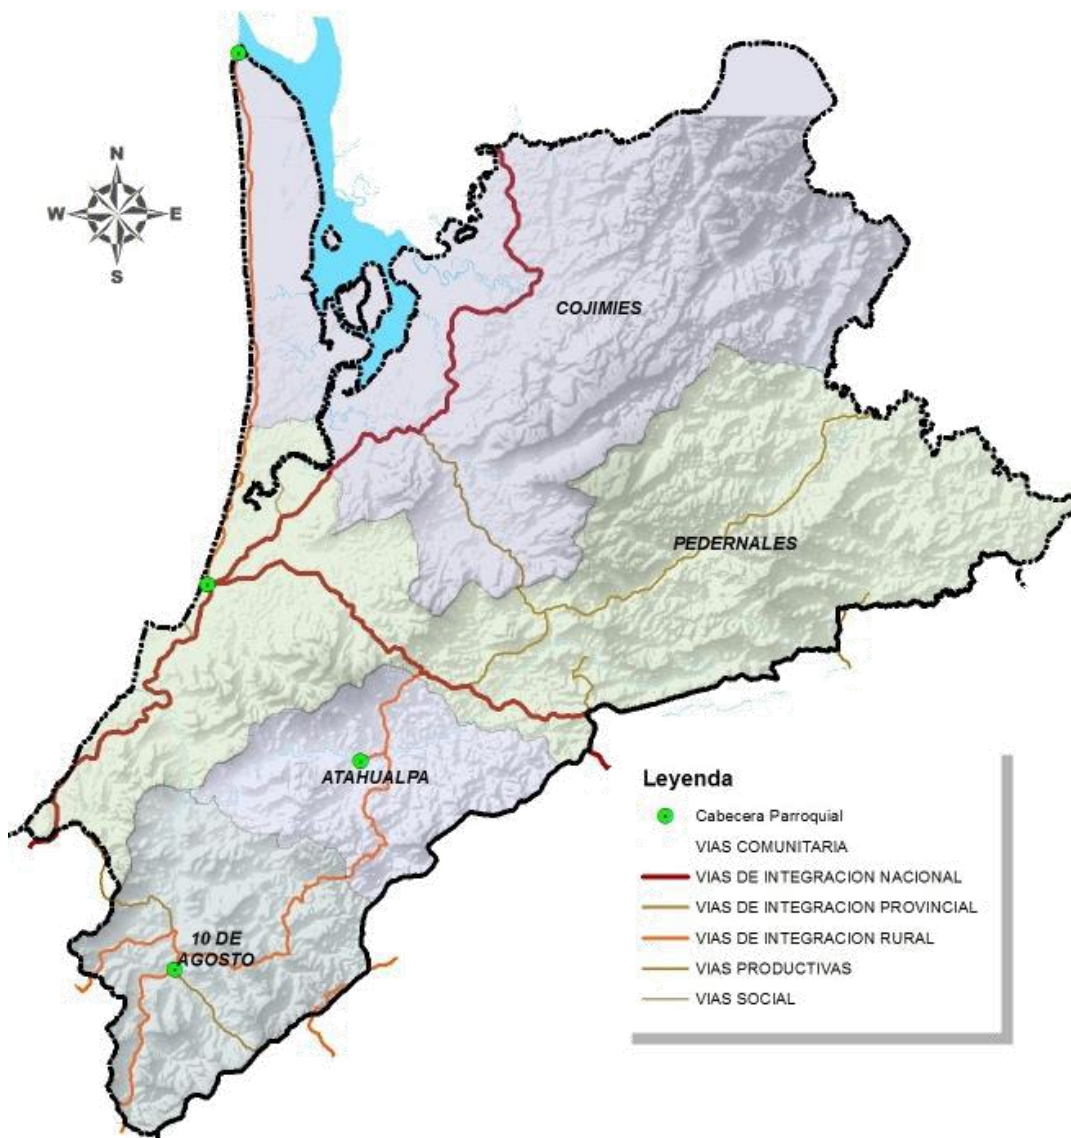 N
W
E
S
COJIMIES
PEDERNALES
ATAHUALPA
10 DE
AGOSTO
Leyenda
Cabecera Parroquial
VIAS COMUNITARIA
VIAS DE INTEGRACION NACIONAL
VIAS DE INTEGRACION PROVINCIAL
VIAS DE INTEGRACION RURAL
VIAS PRODUCTIVAS
VIAS SOCIAL